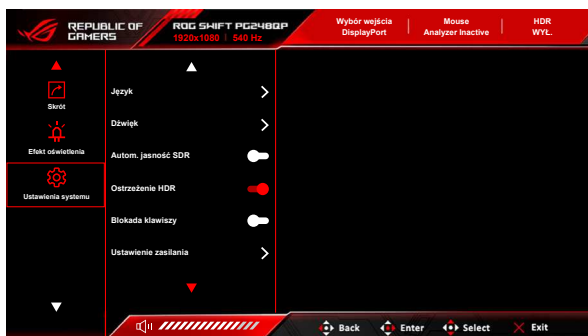 REPUBLIC OF
GAMERS
ROG SWIFT PG248QP
1920x1080 | 540 Hz
Wybór wejścia
DisplayPort
Mouse
Analyzer Inactive
HDR
WYŁ.
Skrót
Efekt oświetlenia
Ustawienia systemu
Język
Dźwięk
Autom. jasność SDR
Ostrzeżenie HDR
Blokada klawiszy
Ustawienie zasilania
Back
Enter
Select
Exit